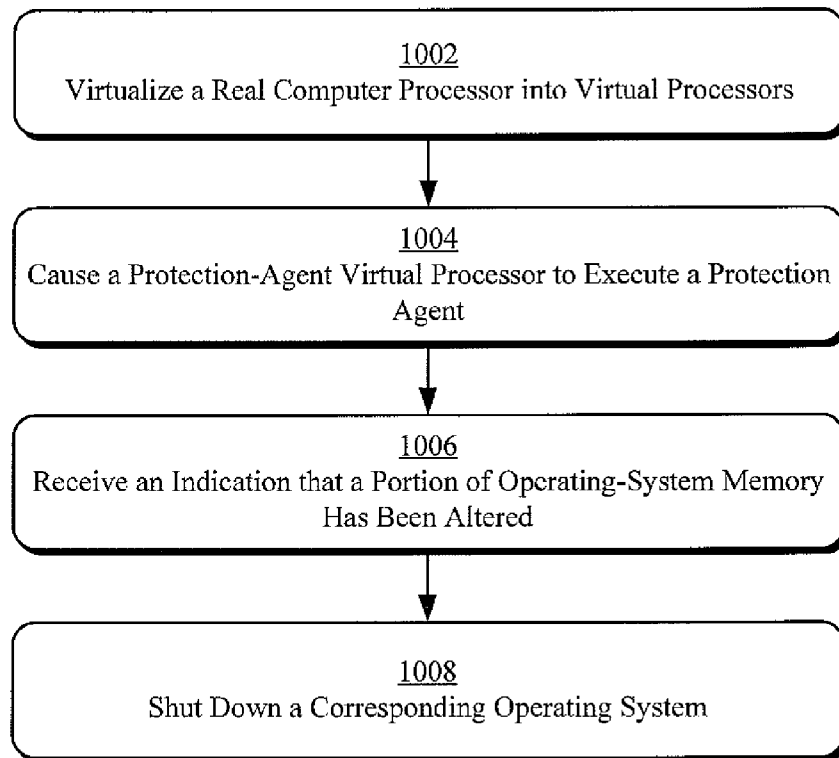 1002
Virtualize a Real Computer Processor into Virtual Processors
1004
Cause a Protection-Agent Virtual Processor to Execute a Protection
Agent
1006
Receive an Indication that a Portion of Operating-System Memory
Has Been Altered
1008
Shut Down a Corresponding Operating System